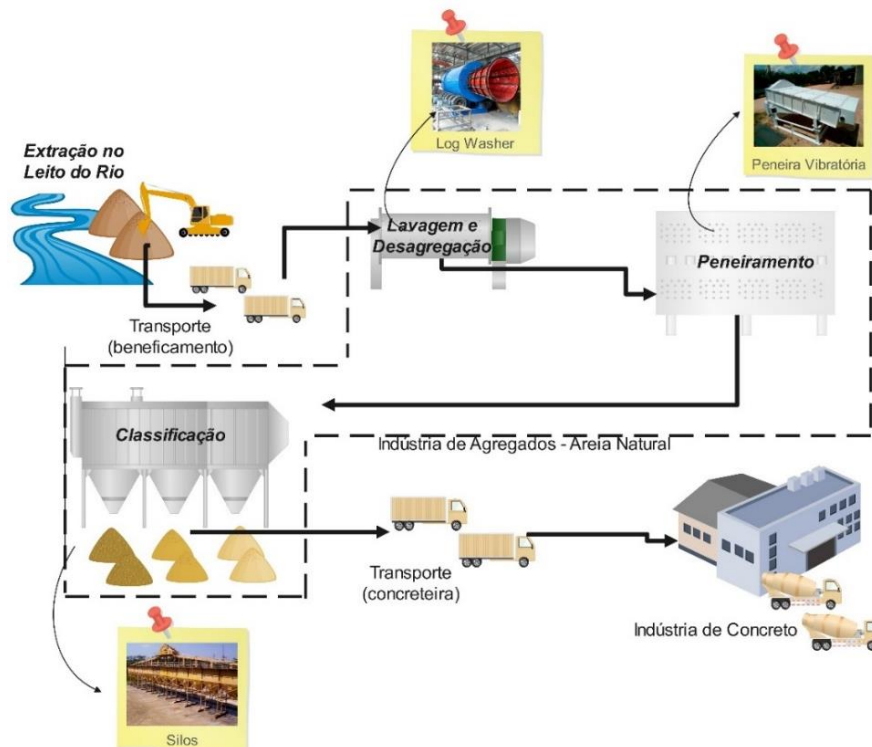 Log Washer
Peneira Vibratória
Extração no
Leito do Rio
Lavagem e
Desagregação
Peneiramento
Transporte
(beneficamento)
Classificação
Indústria de Agregados - Areia Natural
Transporte
(concreteira)
Indústria de Concreto
Silos